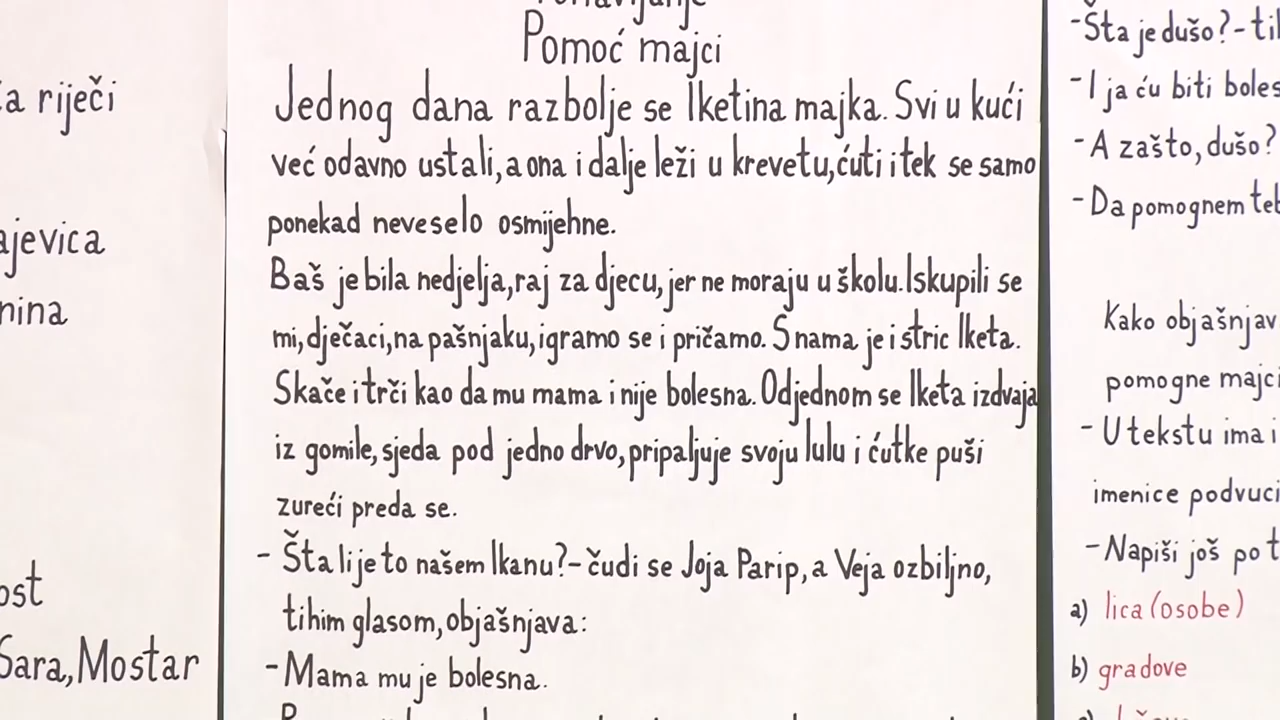 riječi
Sara, Mostar
Pomoć majci
Jednog dana razbolje se Iketina majka. Svi u kući
već odavno ustali, a ona i dalje leži u krevetu, ćuti i tek se samo
ponekad neveselo osmijehne.
Baš je bila nedjelja, raj za djecu, jer ne moraju u školu. Iskupili se
mi, dječaci, na pašnjaku, igramo se i pričamo. S nama je i stric Iketa.
Skače i trči kao da mu mama i nije bolesna. Odjednom se Iketa izdvaja
iz gomile, sjeda pod jedno drvo, pripaljuje svoju lulu i ćutke puši
zureći preda se.
- Šta li je to našem Ikanu? - čudi se Joja Parip, a Veja ozbiljno,
tihim glasom, objašnjava:
- Mama mu je bolesna.
- Šta je dušo? - ti
- I ja ću biti boles
- A zašto, dušo?
- Da pomognem teb
Kako objašnjav
pomogne majci
- U tekstu ima i
imenice podvuci
- Napiši još po t
a) lica (osobe)
b) gradove